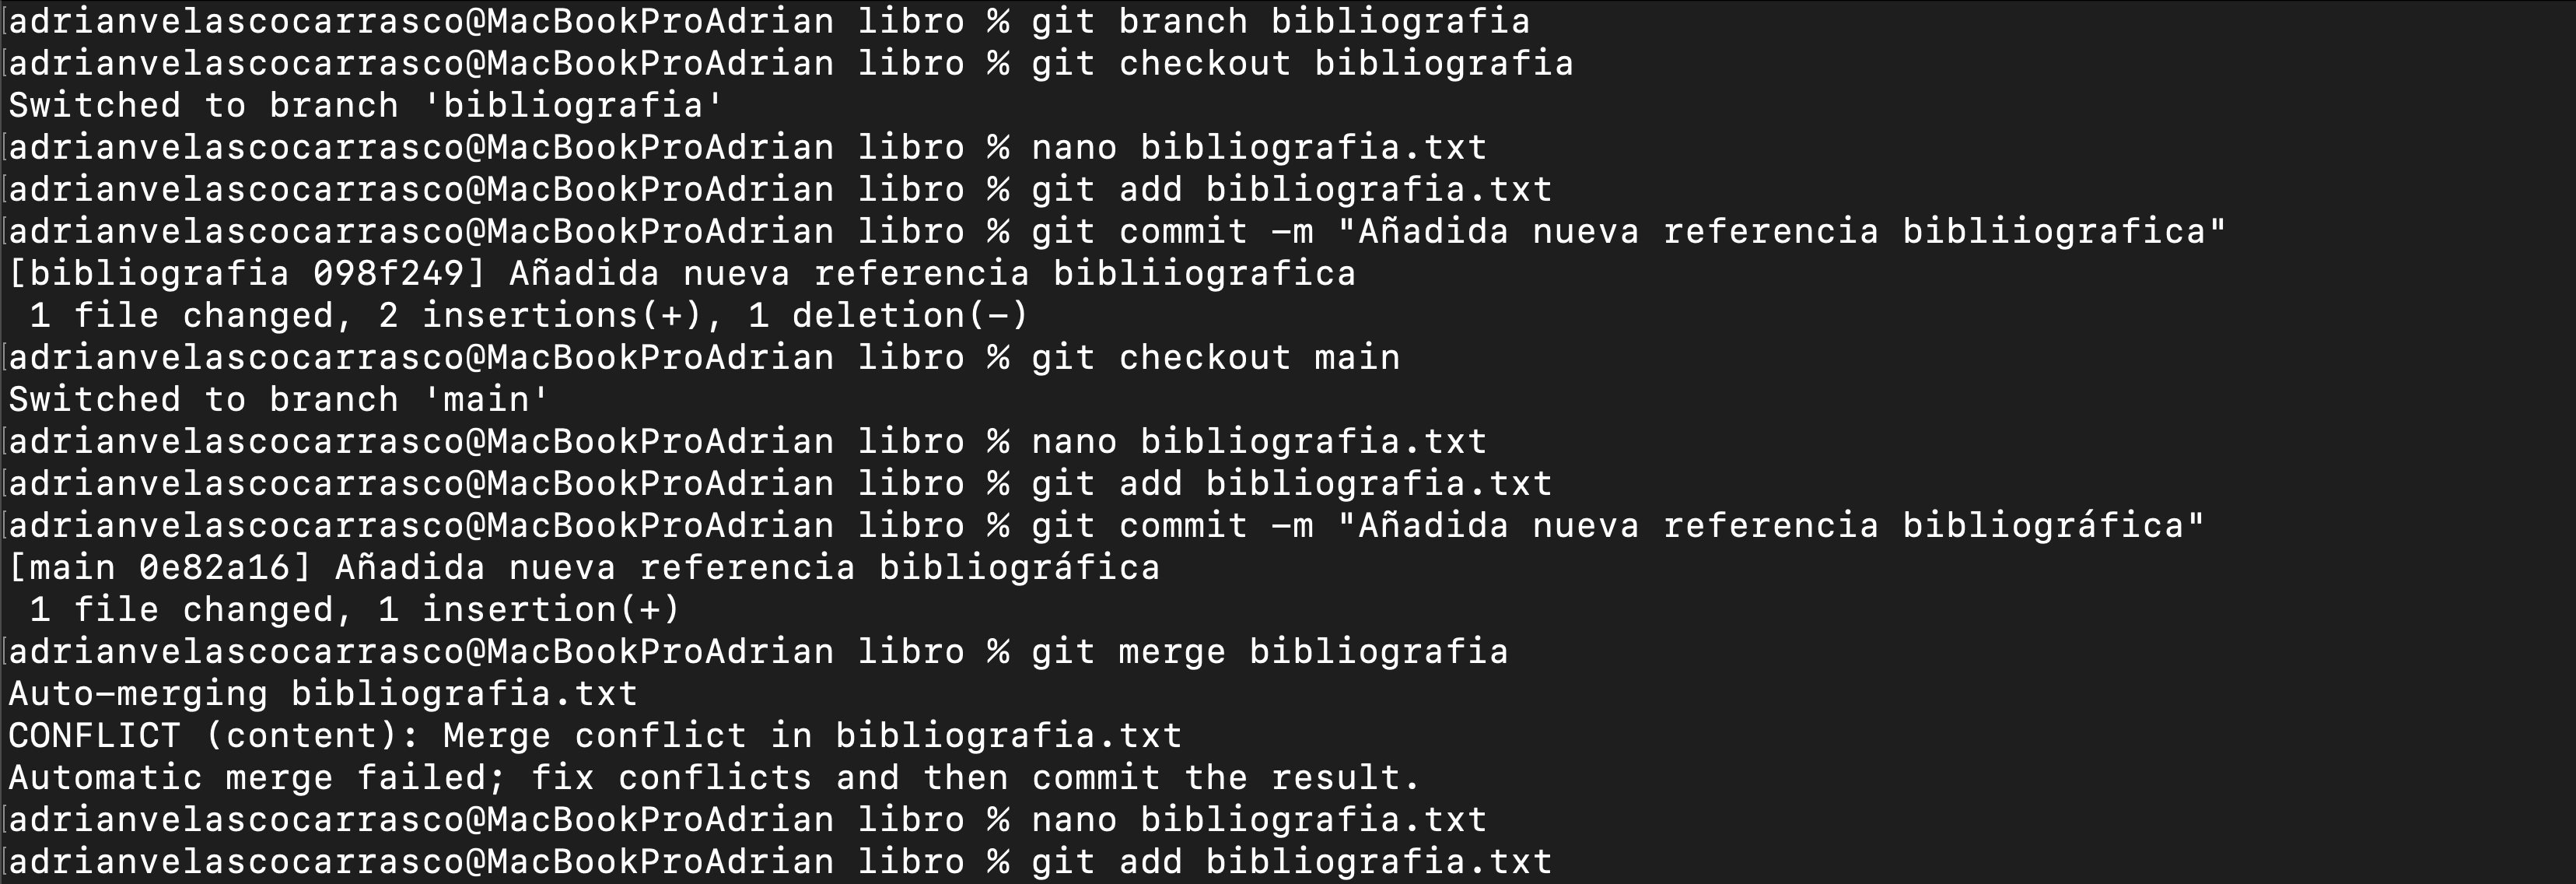 adrianvelascocarrasco@MacBookProAdrian libro % git branch bibliografia
adrianvelascocarrasco@MacBookProAdrian libro % git checkout bibliografia
Switched to branch 'bibliografia'
adrianvelascocarrasco@MacBookProAdrian libro % nano bibliografia.txt
adrianvelascocarrasco@MacBookProAdrian libro % git add bibliografia.txt
adrianvelascocarrasco@MacBookProAdrian libro % git commit -m "Añadida nueva referencia bibliiografica"
[bibliografia 098f249] Añadida nueva referencia bibliiografica
 1 file changed, 2 insertions(+), 1 deletion(-)
adrianvelascocarrasco@MacBookProAdrian libro % git checkout main
Switched to branch 'main'
adrianvelascocarrasco@MacBookProAdrian libro % nano bibliografia.txt
adrianvelascocarrasco@MacBookProAdrian libro % git add bibliografia.txt
adrianvelascocarrasco@MacBookProAdrian libro % git commit -m "Añadida nueva referencia bibliográfica"
[main 0e82a16] Añadida nueva referencia bibliográfica
 1 file changed, 1 insertion(+)
adrianvelascocarrasco@MacBookProAdrian libro % git merge bibliografia
Auto-merging bibliografia.txt
CONFLICT (content): Merge conflict in bibliografia.txt
Automatic merge failed; fix conflicts and then commit the result.
adrianvelascocarrasco@MacBookProAdrian libro % nano bibliografia.txt
adrianvelascocarrasco@MacBookProAdrian libro % git add bibliografia.txt